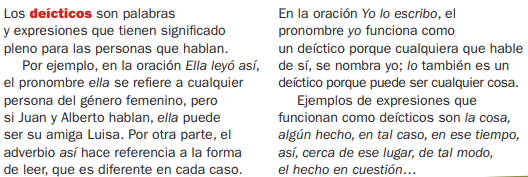 Los deícticos son palabras
y expresiones que tienen significado
pleno para las personas que hablan.
Por ejemplo, en la oración Ella leyó así,
el pronombre ella se refiere a cualquier
persona del género femenino, pero
si Juan y Alberto hablan, ella puede
ser su amiga Luisa. Por otra parte, el
adverbio así hace referencia a la forma
de leer, que es diferente en cada caso.
En la oración Yo lo escribo, el
pronombre yo funciona como
un deíctico porque cualquiera que hable
de sí, se nombra yo; lo también es un
deíctico porque puede ser cualquier cosa.
Ejemplos de expresiones que
funcionan como deícticos son la cosa,
algún hecho, en tal caso, en ese tiempo,
así, cerca de ese lugar, de tal modo,
el hecho en cuestión…